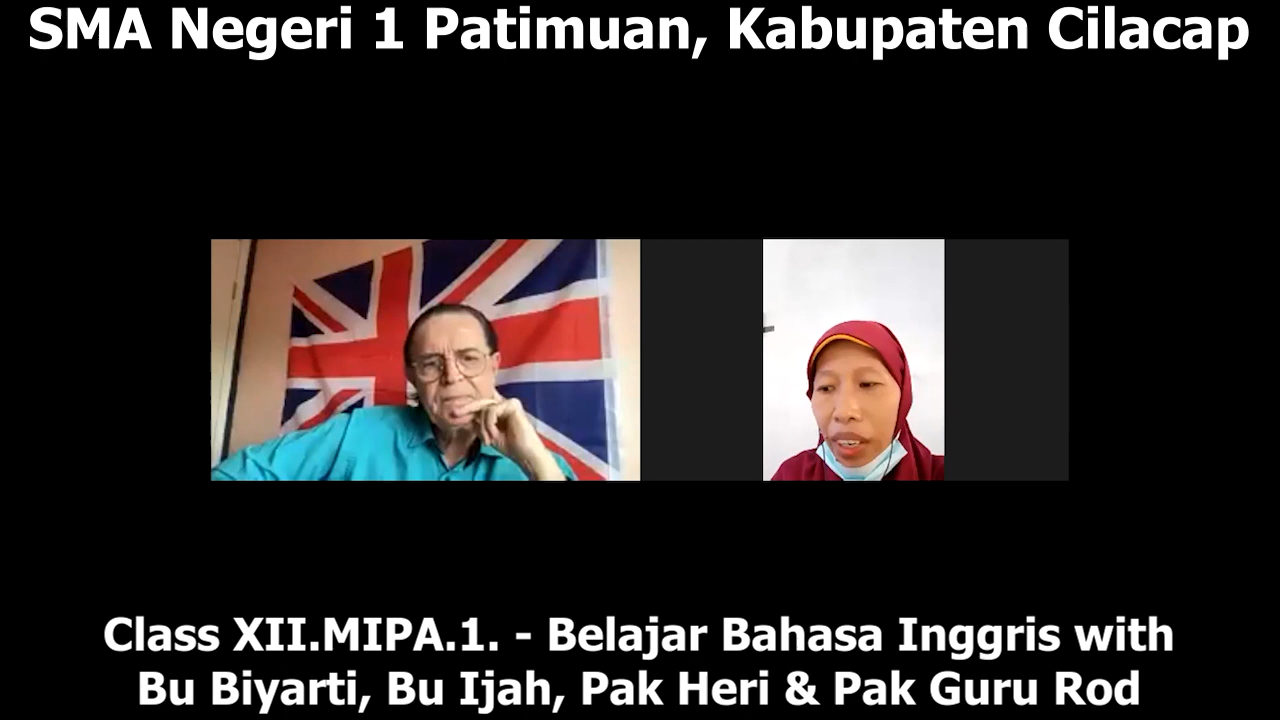 SMA Negeri 1 Patimuan, Kabupaten Cilacap
Class XII.MIPA.1. - Belajar Bahasa Inggris with
Bu Biyarti, Bu Ijah, Pak Heri & Pak Guru Rod